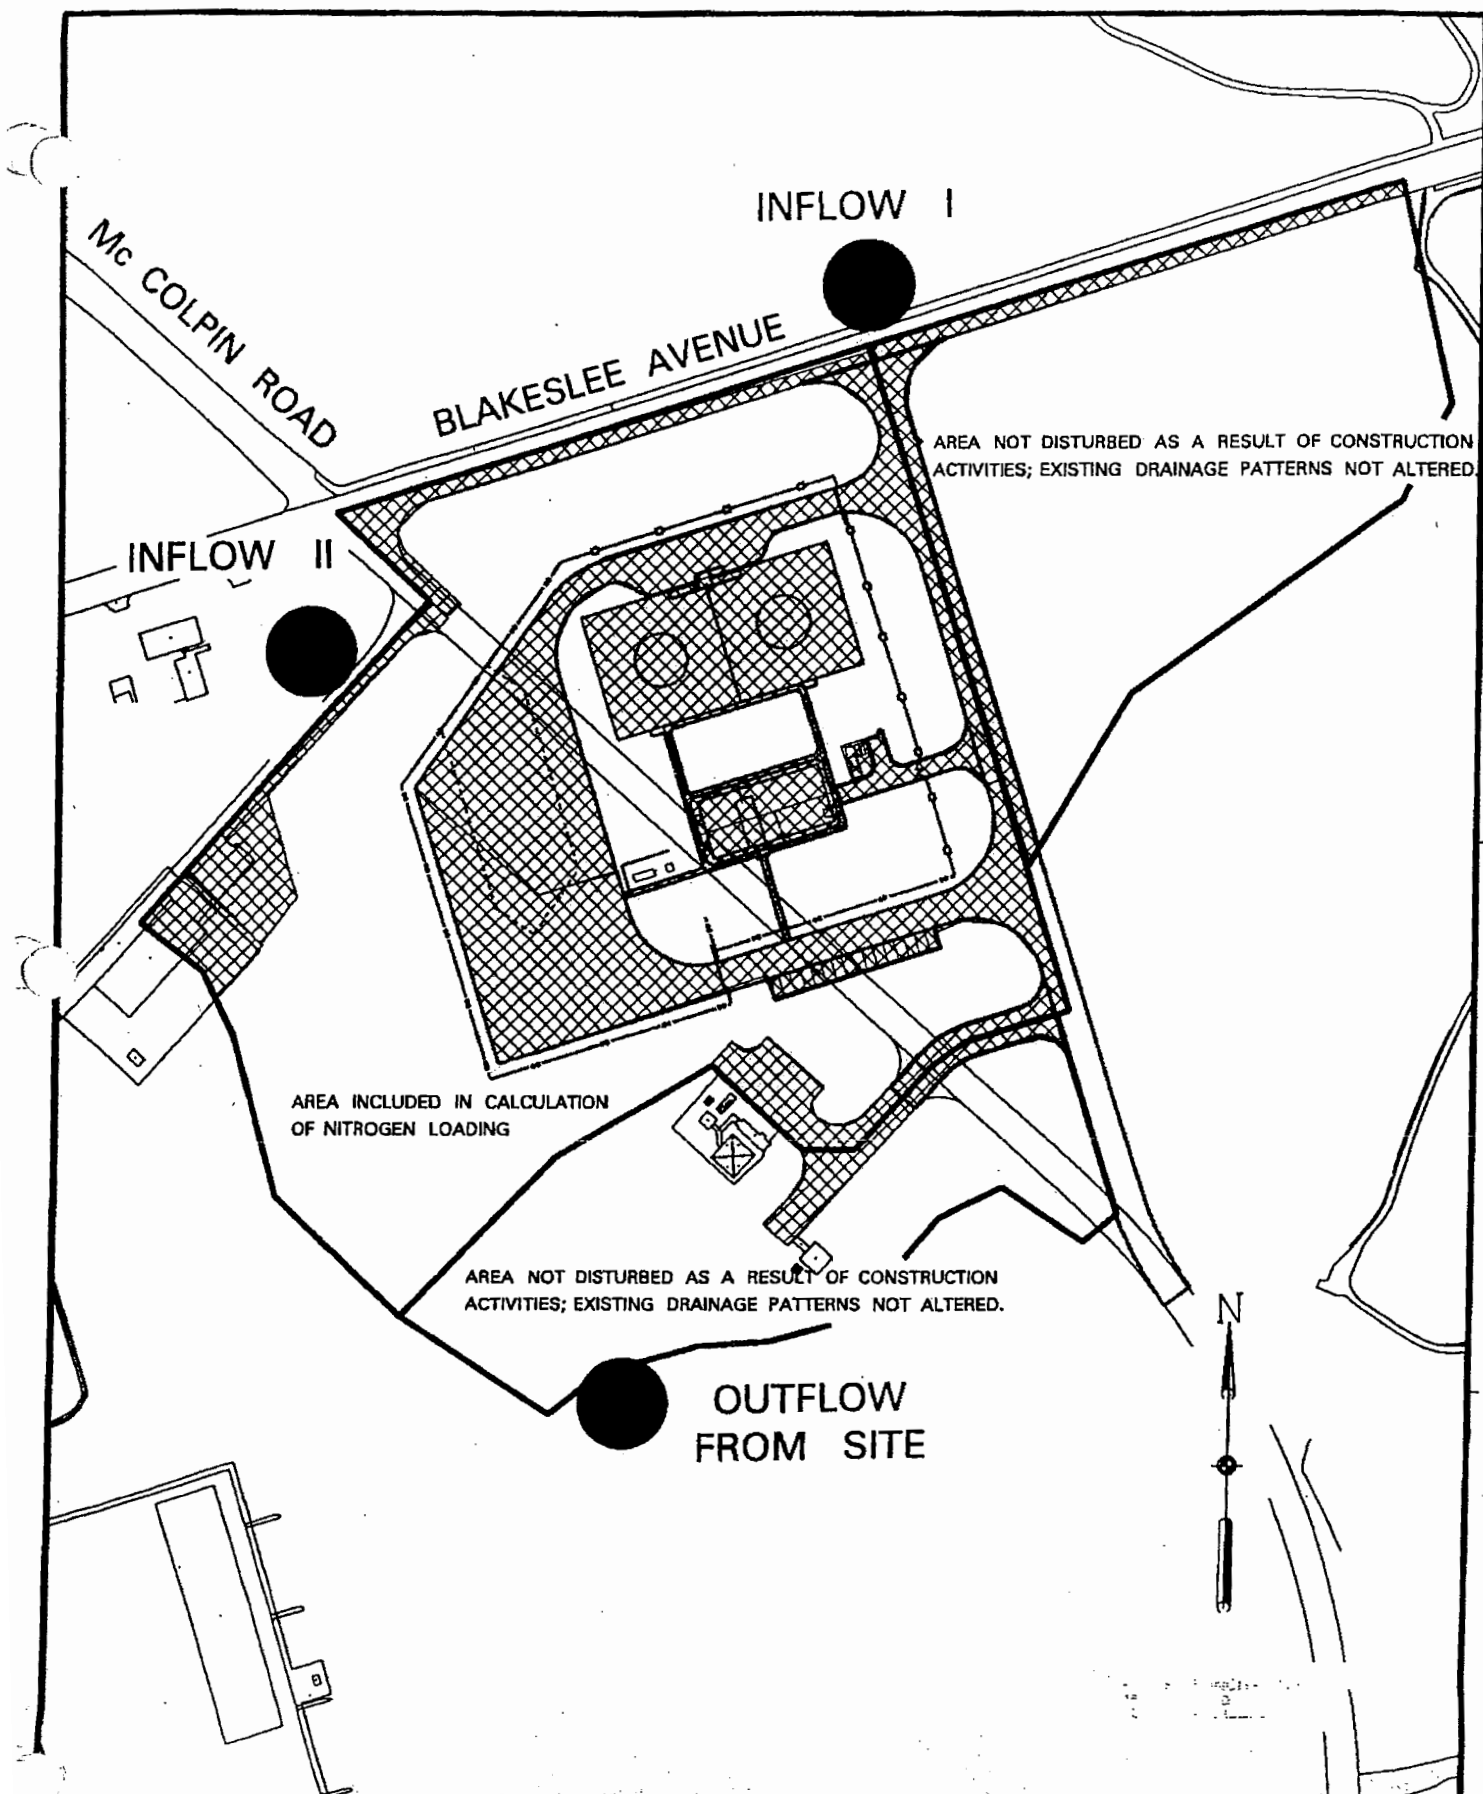 INFLOW I
Mc COLPIN ROAD
BLAKESLEE AVENUE
AREA NOT DISTURBED AS A RESULT OF CONSTRUCTION
ACTIVITIES; EXISTING DRAINAGE PATTERNS NOT ALTERED.
INFLOW II
AREA INCLUDED IN CALCULATION
OF NITROGEN LOADING
AREA NOT DISTURBED AS A RESULT OF CONSTRUCTION
ACTIVITIES; EXISTING DRAINAGE PATTERNS NOT ALTERED.
N
OUTFLOW
FROM SITE